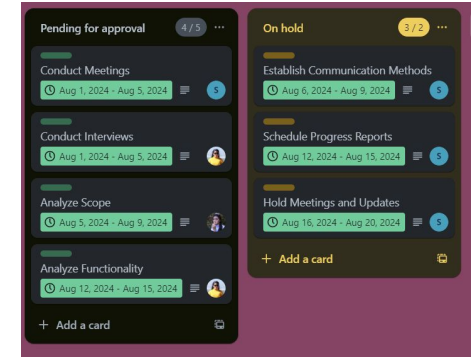 Pending for approval 4 / 5
Conduct Meetings
Aug 1, 2024 - Aug 5, 2024 S
Conduct Interviews
Aug 1, 2024 - Aug 5, 2024
Analyze Scope
Aug 5, 2024 - Aug 9, 2024
Analyze Functionality
Aug 12, 2024 - Aug 15, 2024
+ Add a card
On hold 3 / 2
Establish Communication Methods
Aug 6, 2024 - Aug 9, 2024 S
Schedule Progress Reports
Aug 12, 2024 - Aug 15, 2024 S
Hold Meetings and Updates
Aug 16, 2024 - Aug 20, 2024 S
+ Add a card